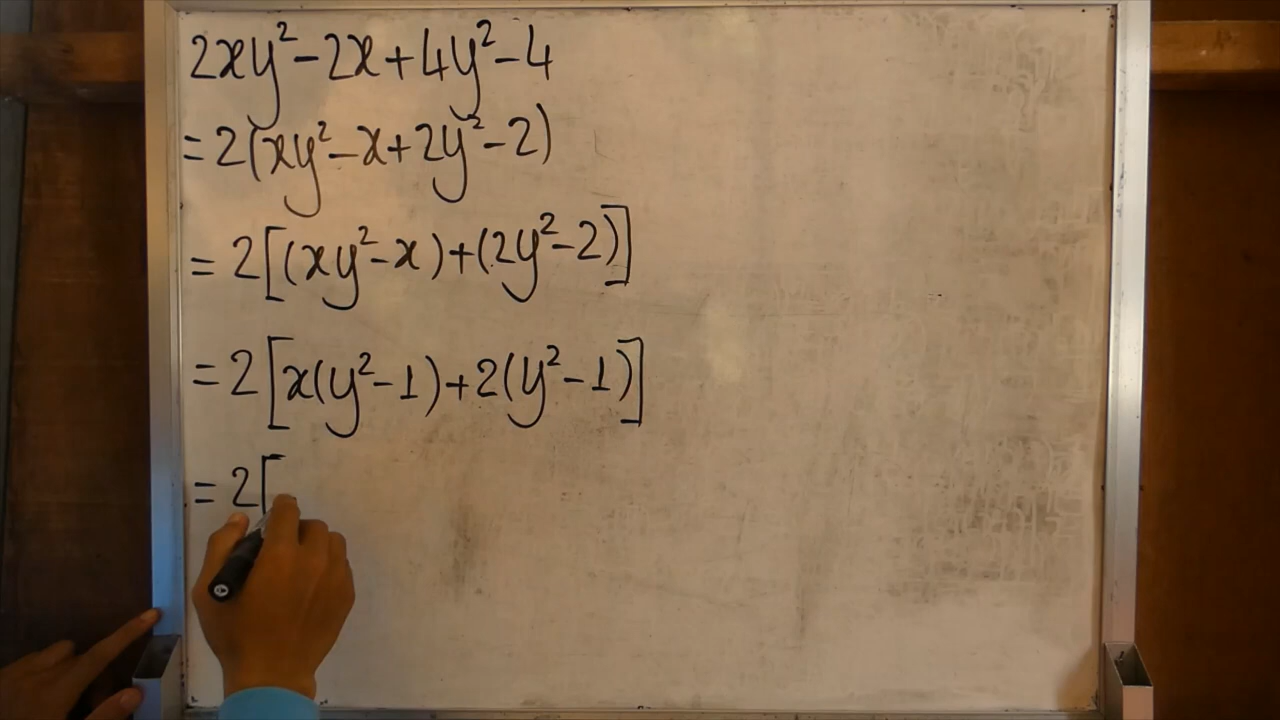 2xy²-2x+4y²-4
=2(xy²-x+2y²-2)
=2[(xy²-x)+(2y²-2)]
=2[x(y²-1)+2(y²-1)]
=2[